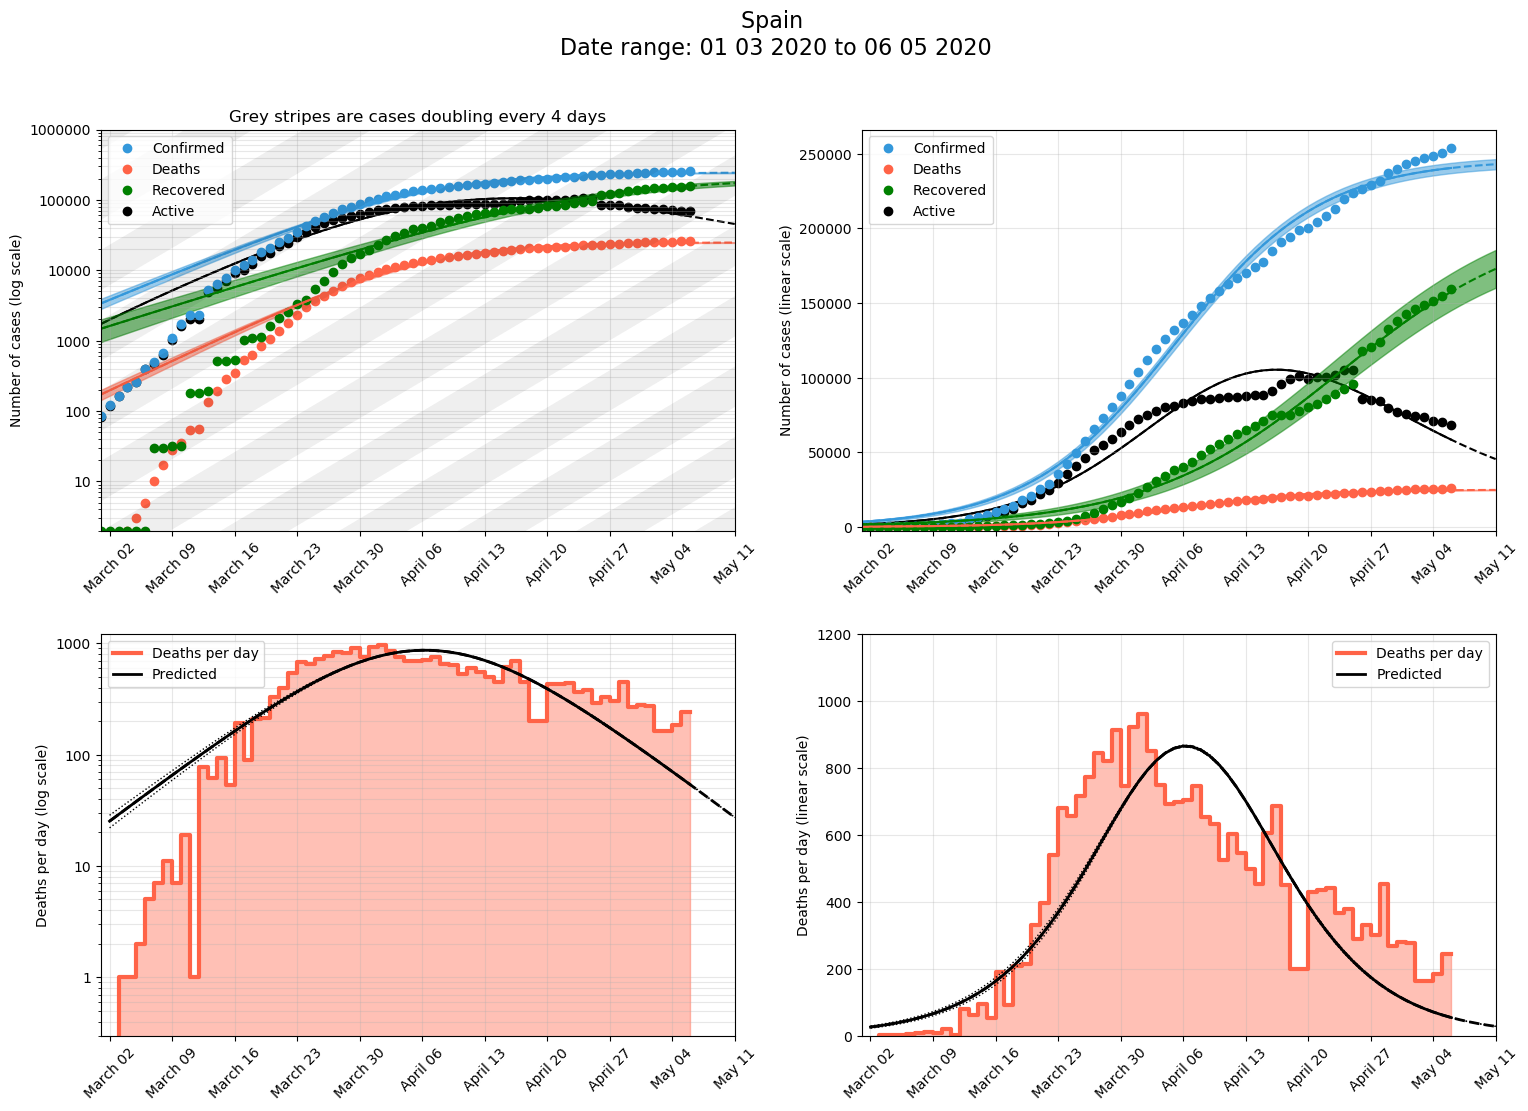 Spain
Date range: 01 03 2020 to 06 05 2020
Grey stripes are cases doubling every 4 days
Number of cases (log scale)
1000000
100000
10000
1000
100
10
Confirmed
Deaths
Recovered
Active
March 02
March 09
March 16
March 23
March 30
April 06
April 13
April 20
April 27
May 04
May 11
Number of cases (linear scale)
250000
200000
150000
100000
50000
0
Confirmed
Deaths
Recovered
Active
March 02
March 09
March 16
March 23
March 30
April 06
April 13
April 20
April 27
May 04
May 11
Deaths per day (log scale)
1000
100
10
1
Deaths per day
Predicted
March 02
March 09
March 16
March 23
March 30
April 06
April 13
April 20
April 27
May 04
May 11
Deaths per day (linear scale)
1200
1000
800
600
400
200
0
Deaths per day
Predicted
March 02
March 09
March 16
March 23
March 30
April 06
April 13
April 20
April 27
May 04
May 11